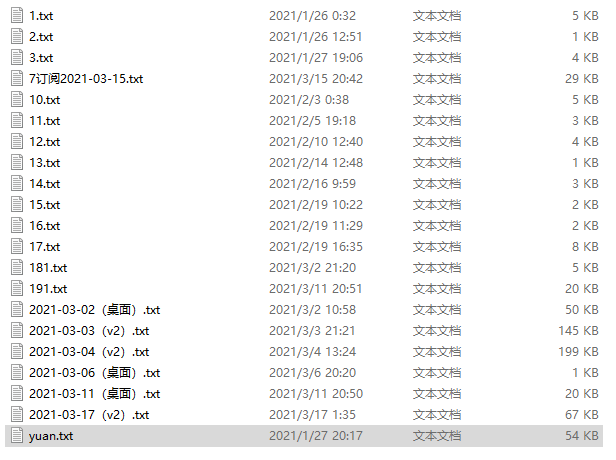 1.txt 2021/1/26 0:32 文本文档 5 KB
2.txt 2021/1/26 12:51 文本文档 1 KB
3.txt 2021/1/27 19:06 文本文档 4 KB
7订阅2021-03-15.txt 2021/3/15 20:42 文本文档 29 KB
10.txt 2021/2/3 0:38 文本文档 5 KB
11.txt 2021/2/5 19:18 文本文档 3 KB
12.txt 2021/2/10 12:40 文本文档 4 KB
13.txt 2021/2/14 12:48 文本文档 1 KB
14.txt 2021/2/16 9:59 文本文档 3 KB
15.txt 2021/2/19 10:22 文本文档 2 KB
16.txt 2021/2/19 11:29 文本文档 2 KB
17.txt 2021/2/19 16:35 文本文档 8 KB
181.txt 2021/3/2 21:20 文本文档 5 KB
191.txt 2021/3/11 20:51 文本文档 20 KB
2021-03-02（桌面）.txt 2021/3/2 10:58 文本文档 50 KB
2021-03-03（v2）.txt 2021/3/3 21:21 文本文档 145 KB
2021-03-04（v2）.txt 2021/3/4 13:24 文本文档 199 KB
2021-03-06（桌面）.txt 2021/3/6 20:20 文本文档 1 KB
2021-03-11（桌面）.txt 2021/3/11 20:50 文本文档 20 KB
2021-03-17（v2）.txt 2021/3/17 1:35 文本文档 67 KB
yuan.txt 2021/1/27 20:17 文本文档 54 KB